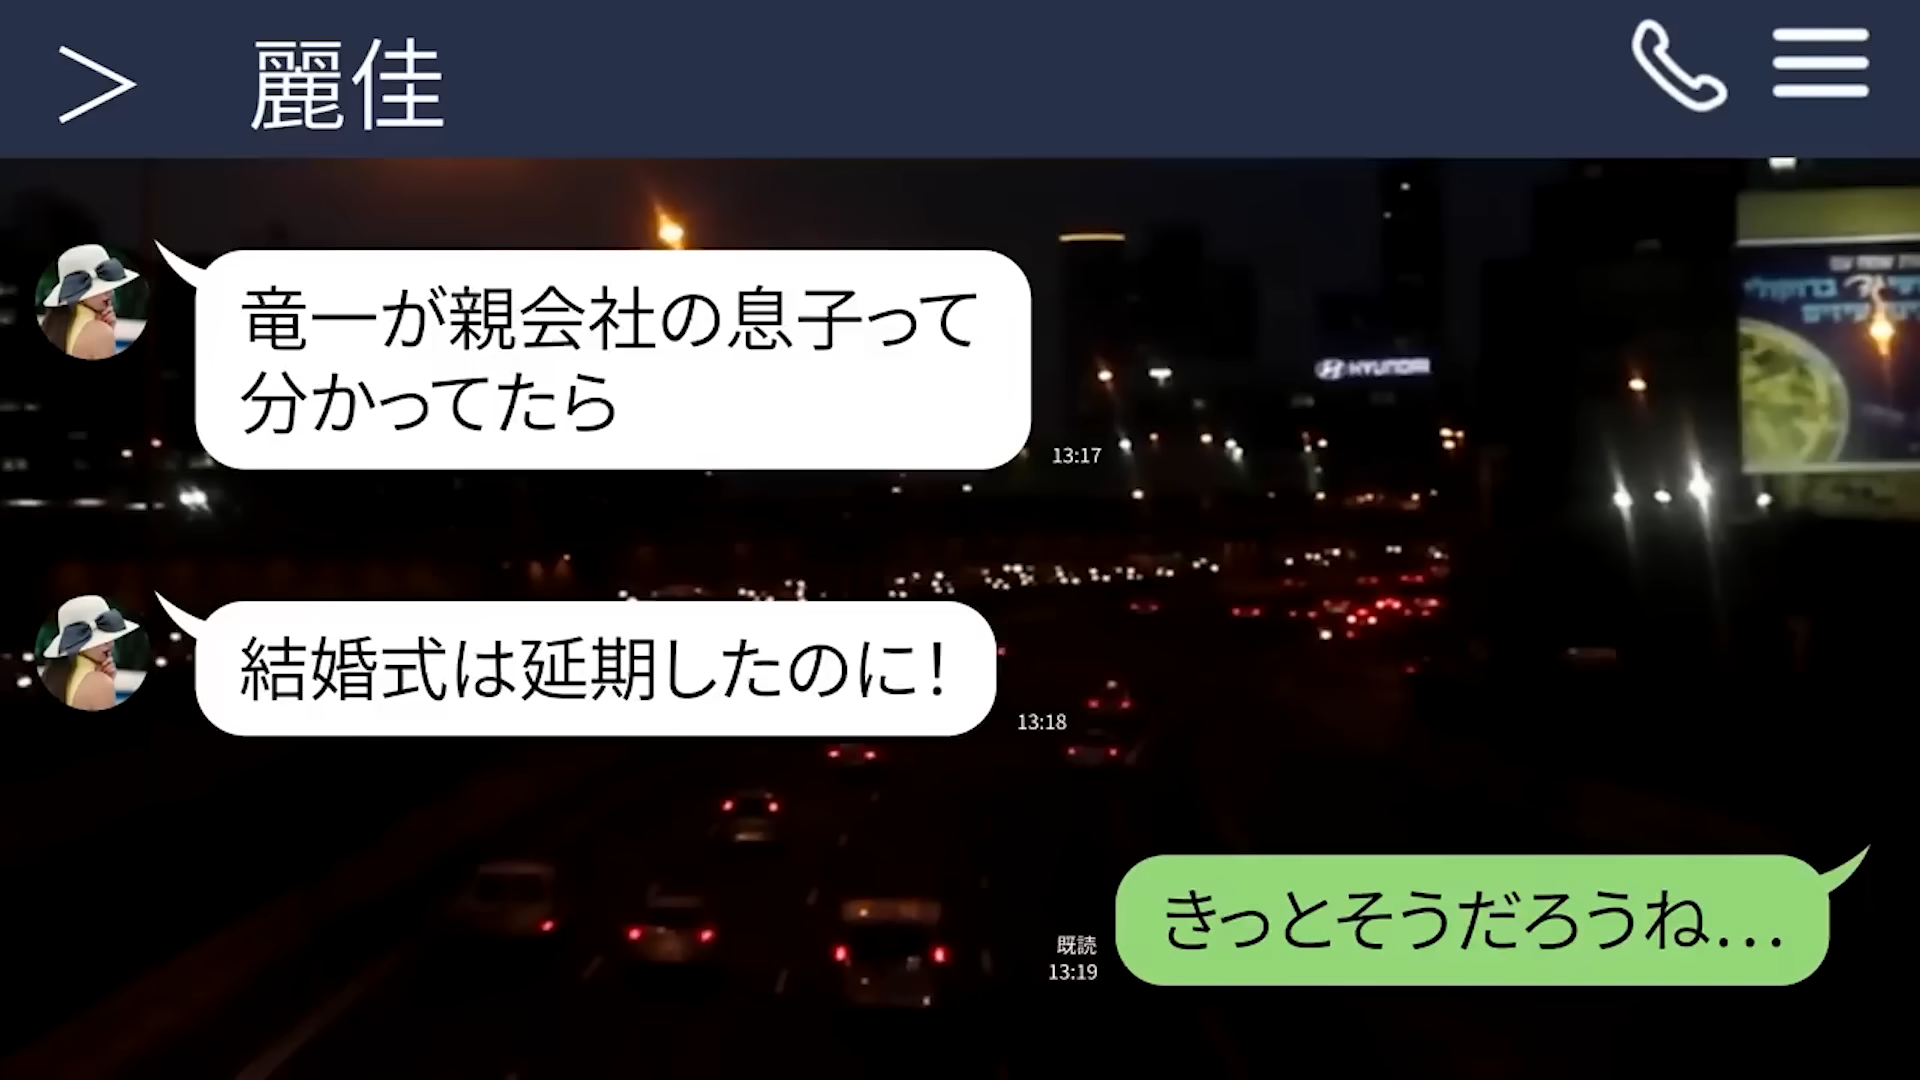 > 麗佳
竜一が親会社の息子って
分かってたら
13:17
HYUNDAI
結婚式は延期したのに!
13:18
きっとそうだろうね…
既読
13:19